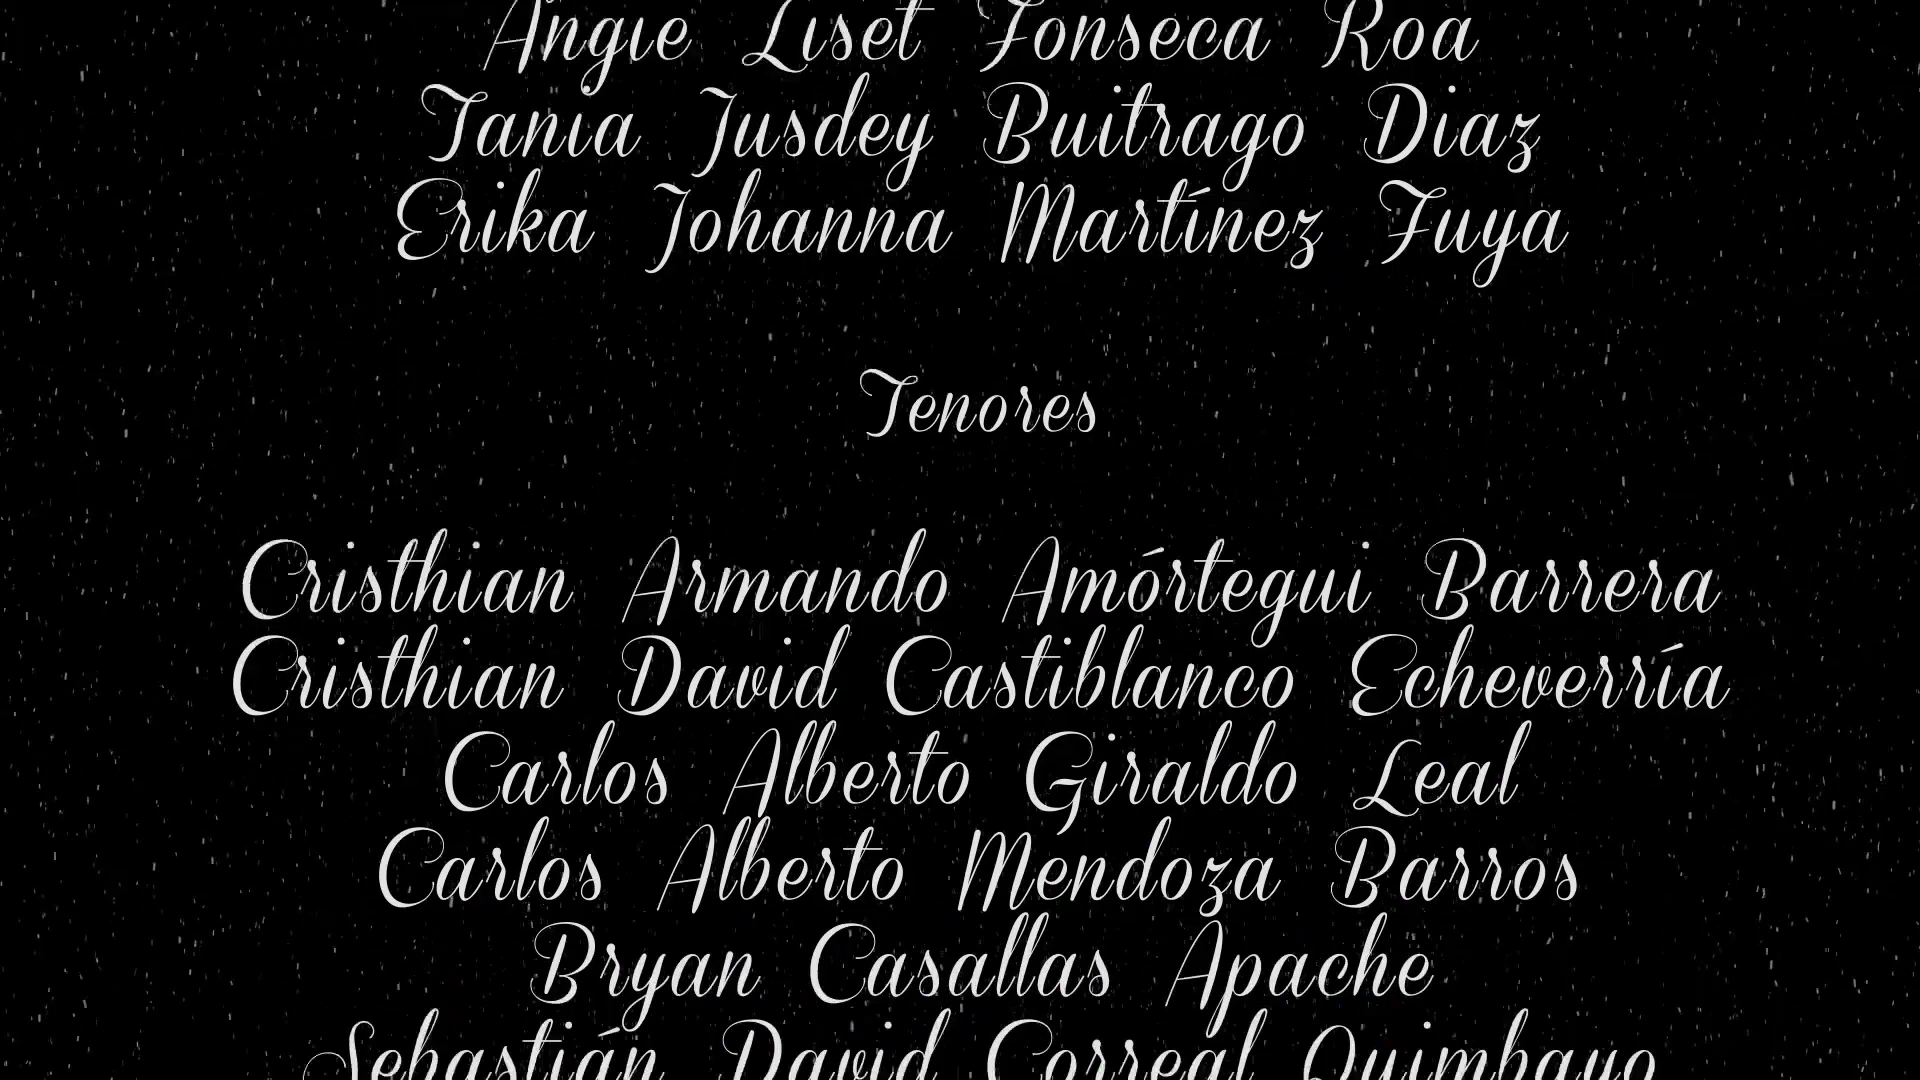 Angie Liset Fonseca Roa
Tania Jusdey Buitrago Diaz
Erika Johanna Martínez Fuya
Tenores
Cristhian Armando Amórtegui Barrera
Cristhian David Castiblanco Echeverría
Carlos Alberto Giraldo Leal
Carlos Alberto Mendoza Barros
Bryan Casallas Apache
Sebastián David Correal Quimbayo